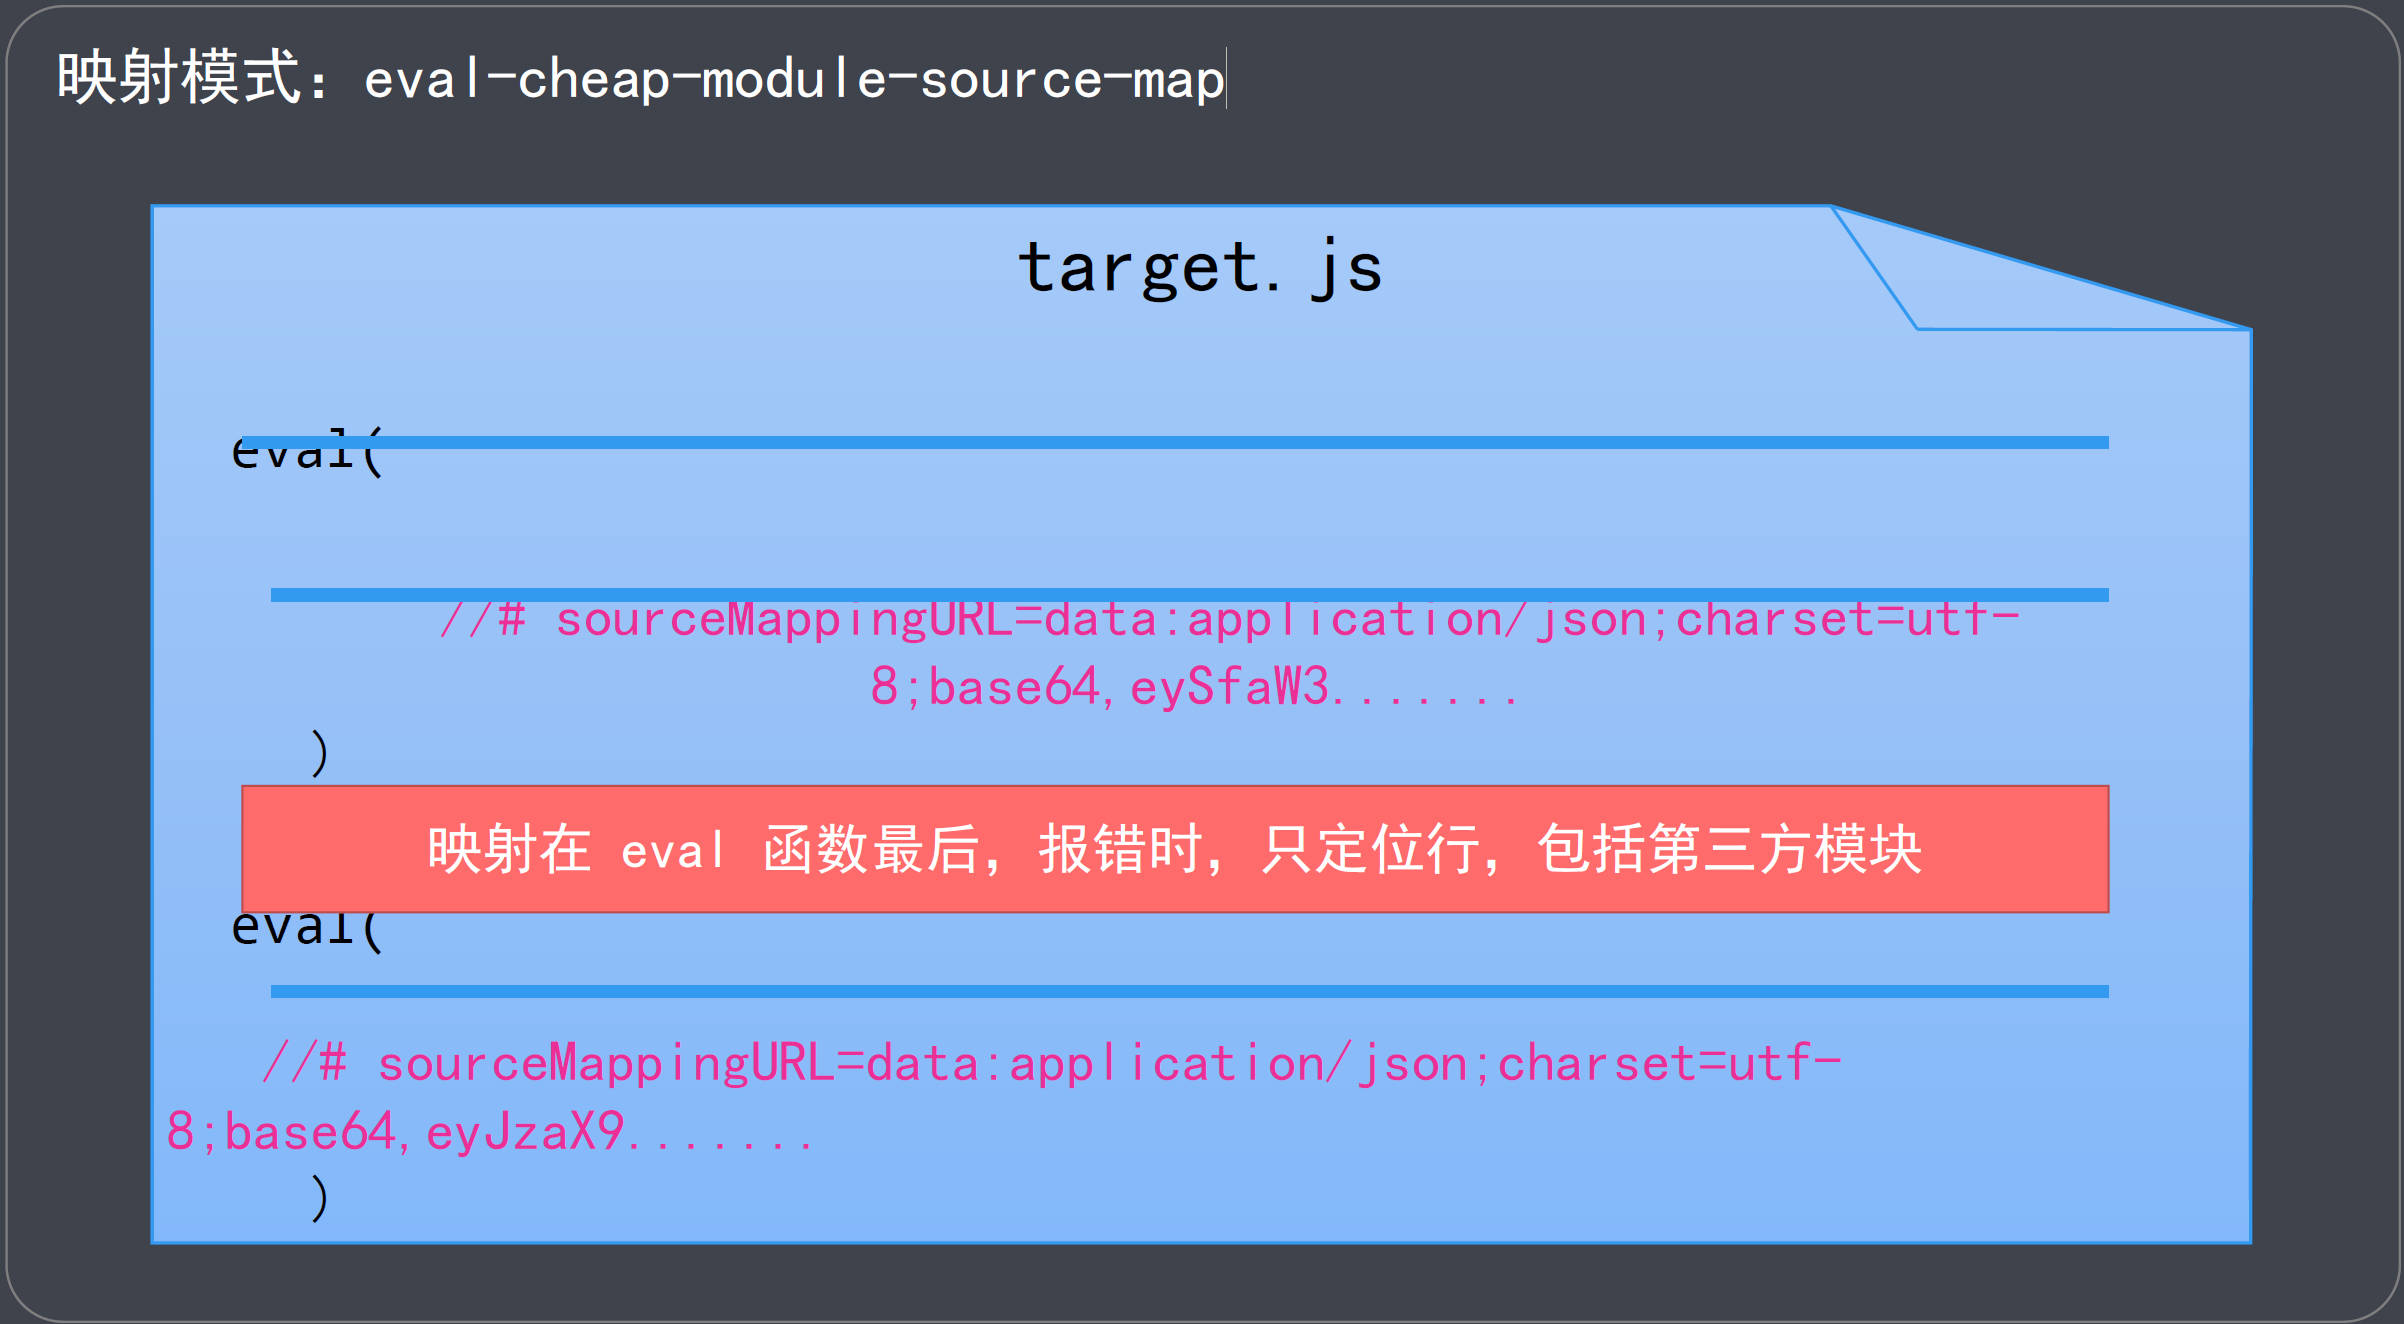 映射模式：eval-cheap-module-source-map
target.js
eval(
//# sourceMappingURL=data:application/json;charset=utf-
8;base64,eySfaW3.......
)
映射在 eval 函数最后，报错时，只定位行，包括第三方模块
eval(
//# sourceMappingURL=data:application/json;charset=utf-
8;base64,eyJzaX9.......
)